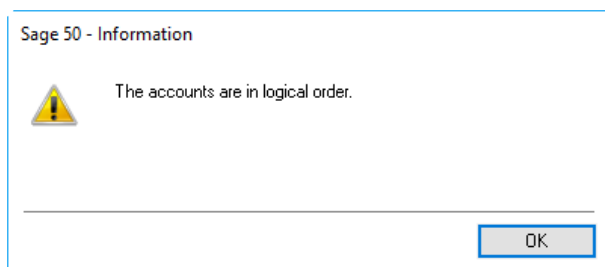 Sage 50 - Information
The accounts are in logical order.
OK